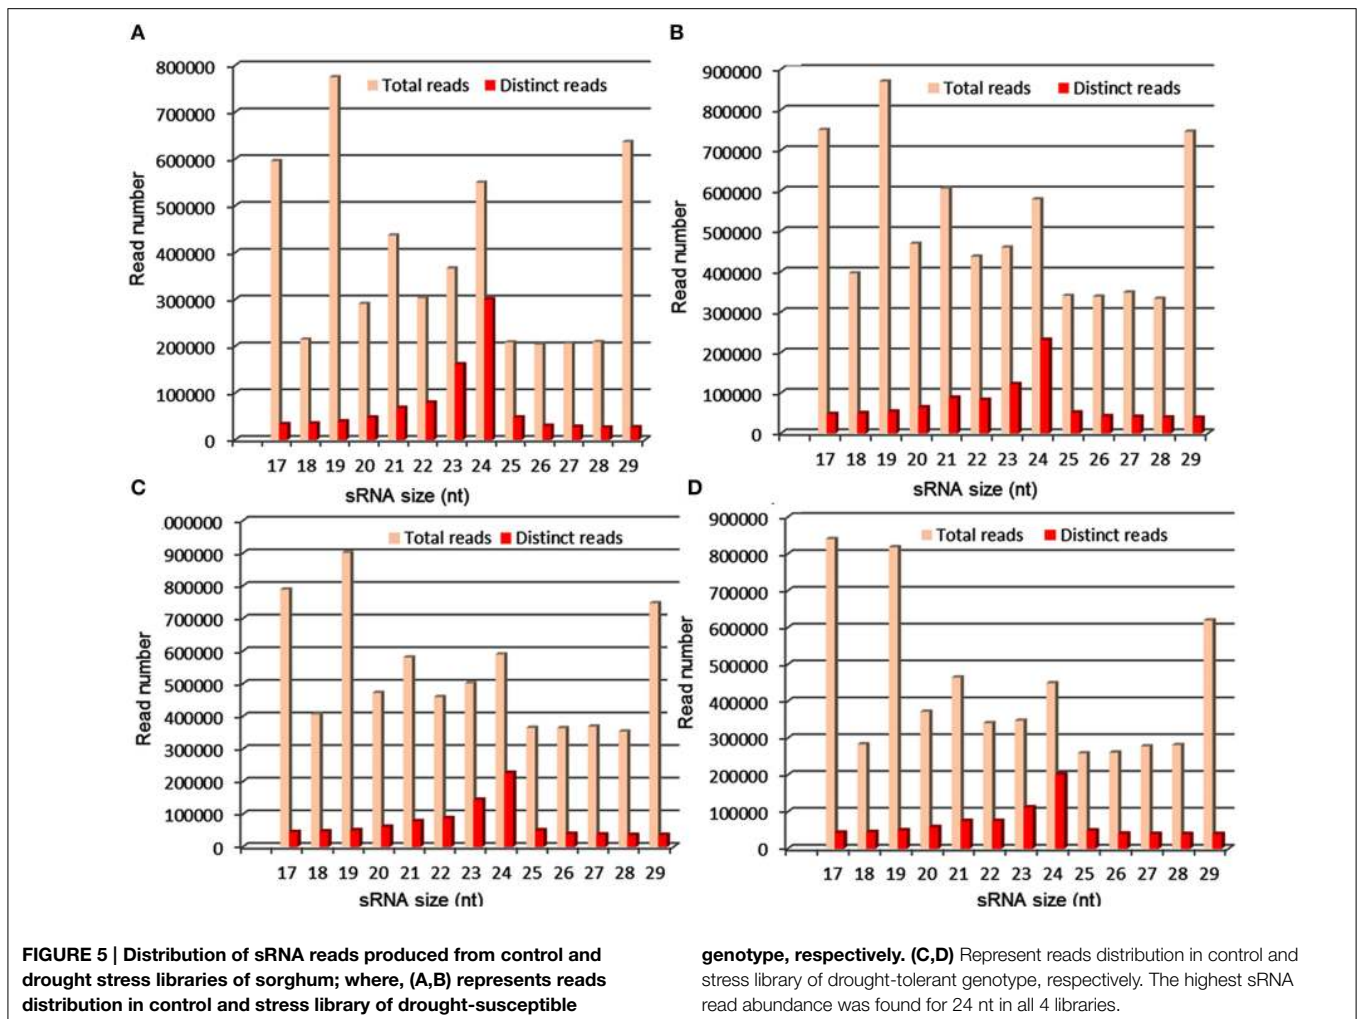 A
800000
700000
600000
500000
400000
300000
200000
100000
0
Read number
Total reads Distinct reads
17 18 19 20 21 22 23 24 25 26 27 28 29
sRNA size (nt)
B
900000
800000
700000
600000
500000
400000
300000
200000
100000
0
Read number
Total reads Distinct reads
17 18 19 20 21 22 23 24 25 26 27 28 29
sRNA size (nt)
C
000000
900000
800000
700000
600000
500000
400000
300000
200000
100000
0
Read number
Total reads Distinct reads
17 18 19 20 21 22 23 24 25 26 27 28 29
sRNA size (nt)
D
900000
800000
700000
600000
500000
400000
300000
200000
100000
0
Read number
Total reads Distinct reads
17 18 19 20 21 22 23 24 25 26 27 28 29
sRNA size (nt)
FIGURE 5 | Distribution of sRNA reads produced from control and
drought stress libraries of sorghum; where, (A,B) represents reads
distribution in control and stress library of drought-susceptible
genotype, respectively. (C,D) Represent reads distribution in control and
stress library of drought-tolerant genotype, respectively. The highest sRNA
read abundance was found for 24 nt in all 4 libraries.